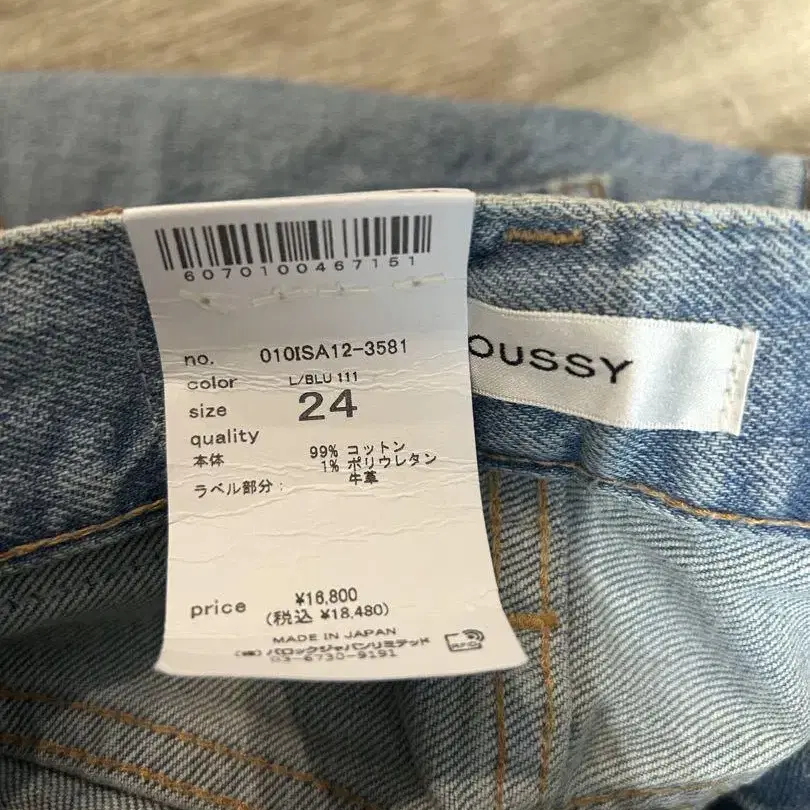 6070100467151
no. 010ISA12-3581
color L/BLU 111
size 24
quality
本体 99% コットン
1% ポリウレタン
ラベル部分: 牛革
price ¥16,800
(税込 ¥18,480)
MADE IN JAPAN
(株)バロックジャパンリミテッド
03-6730-9191
OUSSY